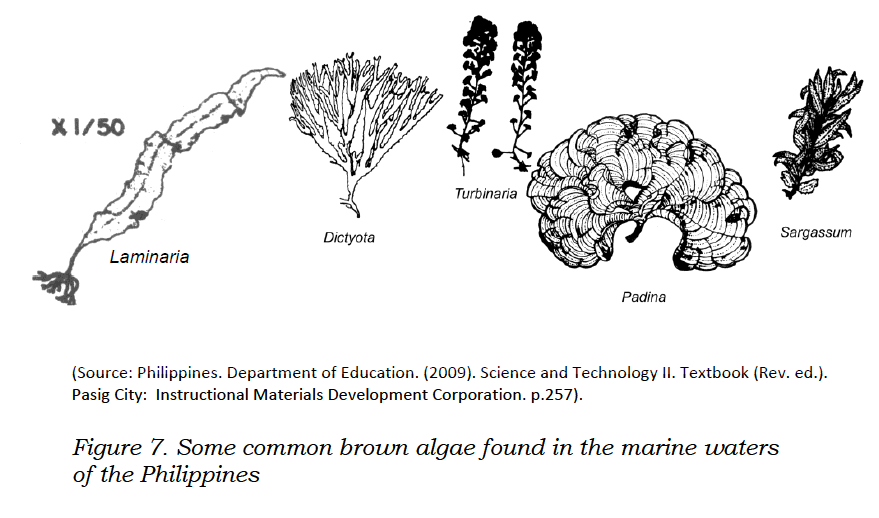 X 1/50
Laminaria
Dictyota
Turbinaria
Padina
Sargassum
(Source: Philippines. Department of Education. (2009). Science and Technology II. Textbook (Rev. ed.).
Pasig City:  Instructional Materials Development Corporation. p.257).
Figure 7. Some common brown algae found in the marine waters
of the Philippines